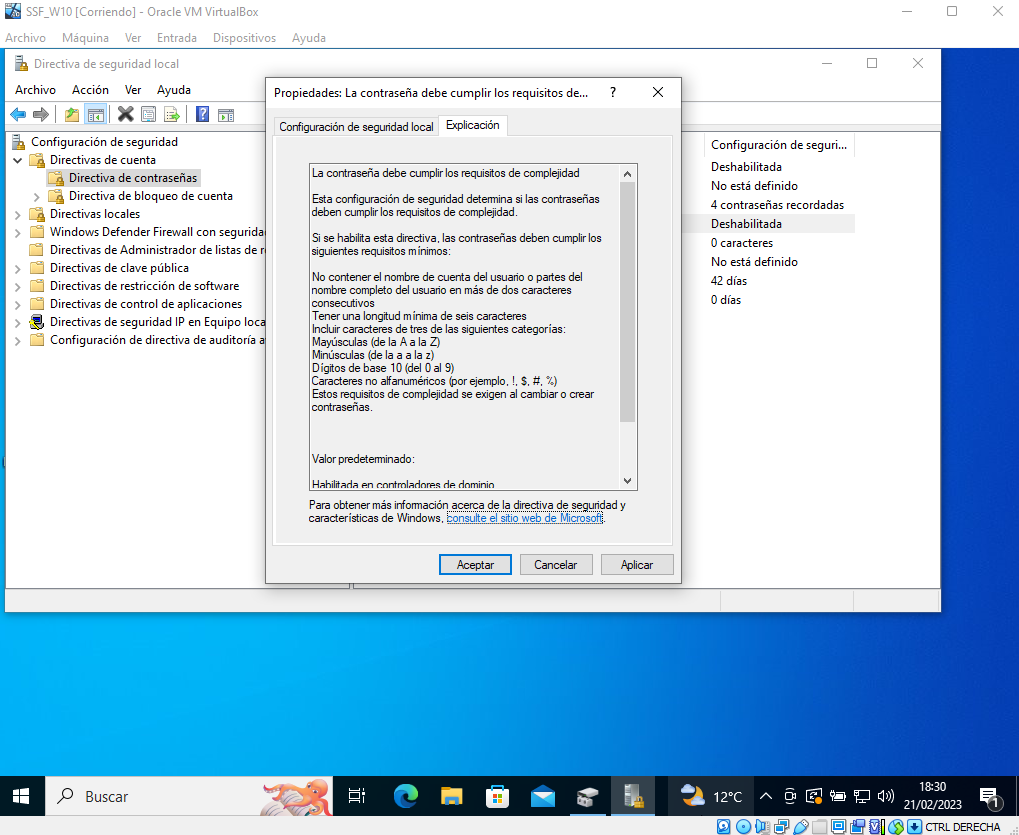 SSF_W10 [Corriendo] - Oracle VM VirtualBox
Archivo Máquina Ver Entrada Dispositivos Ayuda
Directiva de seguridad local
Archivo Acción Ver Ayuda
Configuración de seguridad
Directivas de cuenta
Directiva de contraseñas
Directiva de bloqueo de cuenta
Directivas locales
Windows Defender Firewall con segurida
Directivas de Administrador de listas de r
Directivas de clave pública
Directivas de restricción de software
Directivas de control de aplicaciones
Directivas de seguridad IP en Equipo loca
Configuración de directiva de auditoría a
Propiedades: La contraseña debe cumplir los requisitos de...
Configuración de seguridad local Explicación
La contraseña debe cumplir los requisitos de complejidad
Esta configuración de seguridad determina si las contraseñas
deben cumplir los requisitos de complejidad.
Si se habilita esta directiva, las contraseñas deben cumplir los
siguientes requisitos mínimos:
No contener el nombre de cuenta del usuario o partes del
nombre completo del usuario en más de dos caracteres
consecutivos
Tener una longitud mínima de seis caracteres
Incluir caracteres de tres de las siguientes categorías:
Mayúsculas (de la A a la Z)
Minúsculas (de la a a la z)
Dígitos de base 10 (del 0 al 9)
Caracteres no alfanuméricos (por ejemplo, !, $, #, %)
Estos requisitos de complejidad se exigen al cambiar o crear
contraseñas.
Valor predeterminado:
Habilitada en controladores de dominio
Para obtener más información acerca de la directiva de seguridad y
características de Windows, consulte el sitio web de Microsoft.
Aceptar Cancelar Aplicar
Configuración de seguri...
Deshabilitada
No está definido
4 contraseñas recordadas
Deshabilitada
0 caracteres
No está definido
42 días
0 días
Buscar
12°C
18:30
21/02/2023
1
CTRL DERECHA